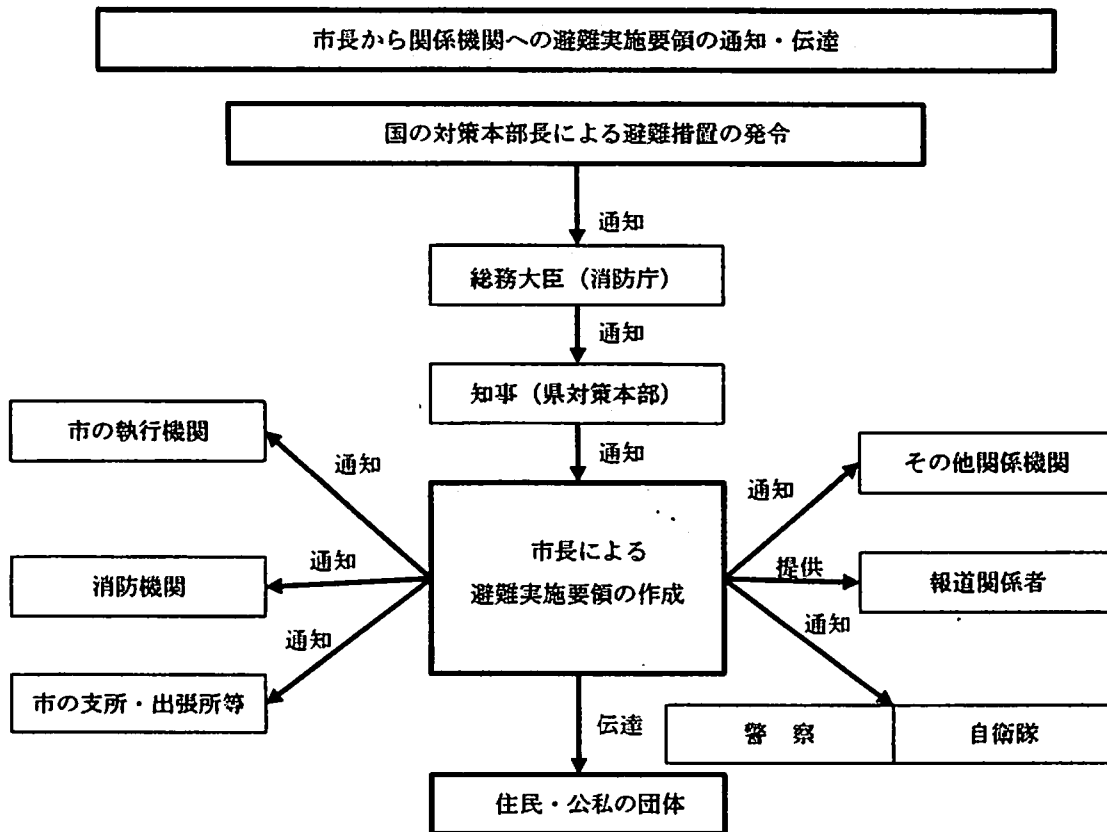 市長から関係機関への避難実施要領の通知・伝達
国の対策本部長による避難措置の発令
通知
総務大臣（消防庁）
通知
知事（県対策本部）
通知
市の執行機関
通知
消防機関
通知
市の支所・出張所等
通知
市長による
避難実施要領の作成
その他関係機関
通知
報道関係者
提供
通知
警　察
自衛隊
伝達
住民・公私の団体